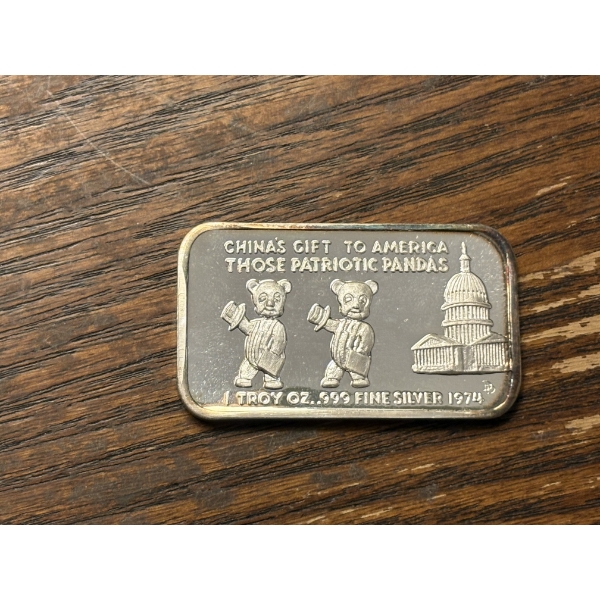 CHINA'S GIFT TO AMERICA
THOSE PATRIOTIC PANDAS
1 TROY OZ. .999 FINE SILVER 1974